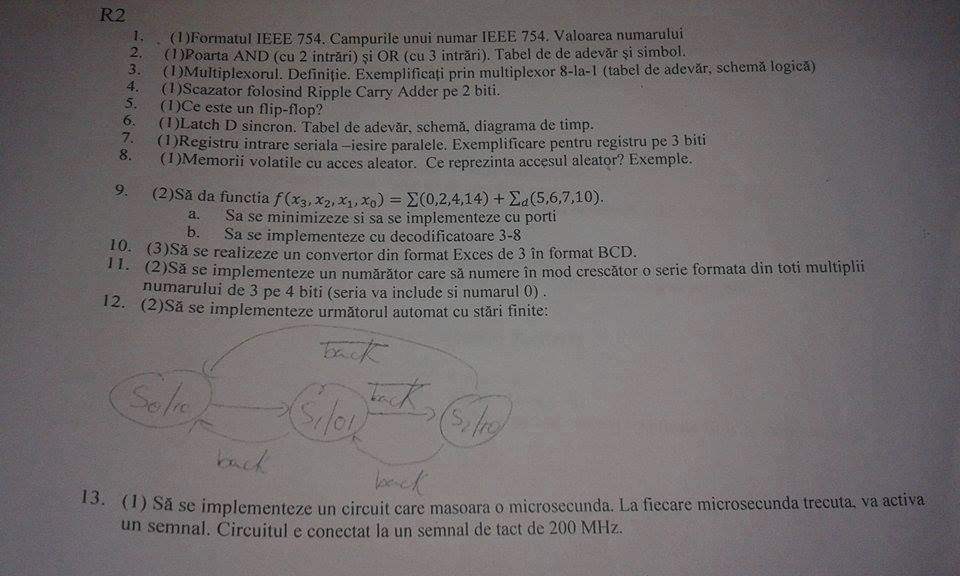 R2
1. (1)Formatul IEEE 754. Campurile unui numar IEEE 754. Valoarea numarului
2. (1)Poarta AND (cu 2 intrări) și OR (cu 3 intrări). Tabel de de adevăr și simbol.
3. (1)Multiplexorul. Definiție. Exemplificați prin multiplexor 8-la-1 (tabel de adevăr, schemă logică)
4. (1)Scazator folosind Ripple Carry Adder pe 2 biti.
5. (1)Ce este un flip-flop?
6. (1)Latch D sincron. Tabel de adevăr, schemă, diagrama de timp.
7. (1)Registru intrare seriala –iesire paralele. Exemplificare pentru registru pe 3 biti
8. (1)Memorii volatile cu acces aleator. Ce reprezinta accesul aleator? Exemple.
9. (2)Să da functia f(x₃, x₂, x₁, x₀) = ∑(0,2,4,14) + ∑d(5,6,7,10).
a. Sa se minimizeze si sa se implementeze cu porti
b. Sa se implementeze cu decodificatoare 3-8
10. (3)Să se realizeze un convertor din format Exces de 3 în format BCD.
11. (2)Să se implementeze un numărător care să numere în mod crescător o serie formata din toti multiplii
numarului de 3 pe 4 biti (seria va include si numarul 0) .
12. (2)Să se implementeze următorul automat cu stări finite:
back
back
S0/10 S1/01 S2/10
back
back
13. (1) Să se implementeze un circuit care masoara o microsecunda. La fiecare microsecunda trecuta, va activa
un semnal. Circuitul e conectat la un semnal de tact de 200 MHz.